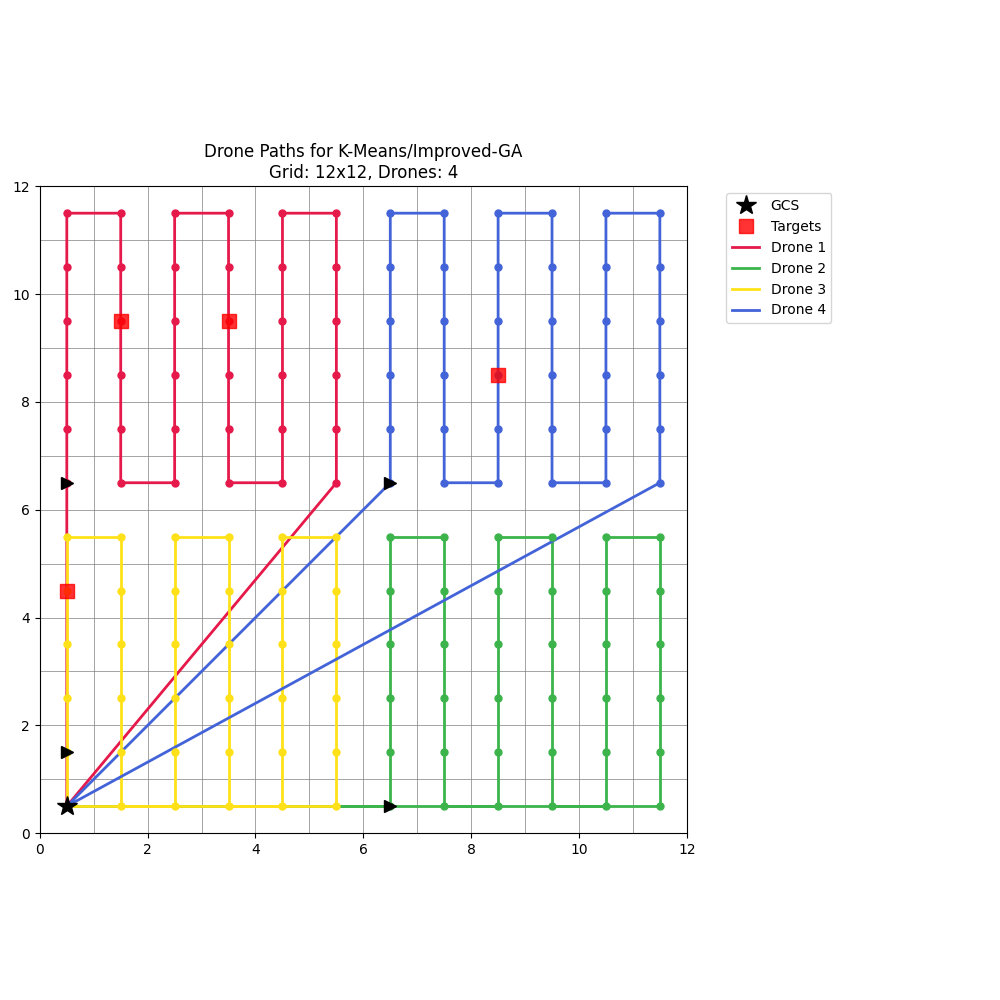 Drone Paths for K-Means/Improved-GA
Grid: 12x12, Drones: 4
12
10
8
6
4
2
0
0 2 4 6 8 10 12
GCS
Targets
Drone 1
Drone 2
Drone 3
Drone 4